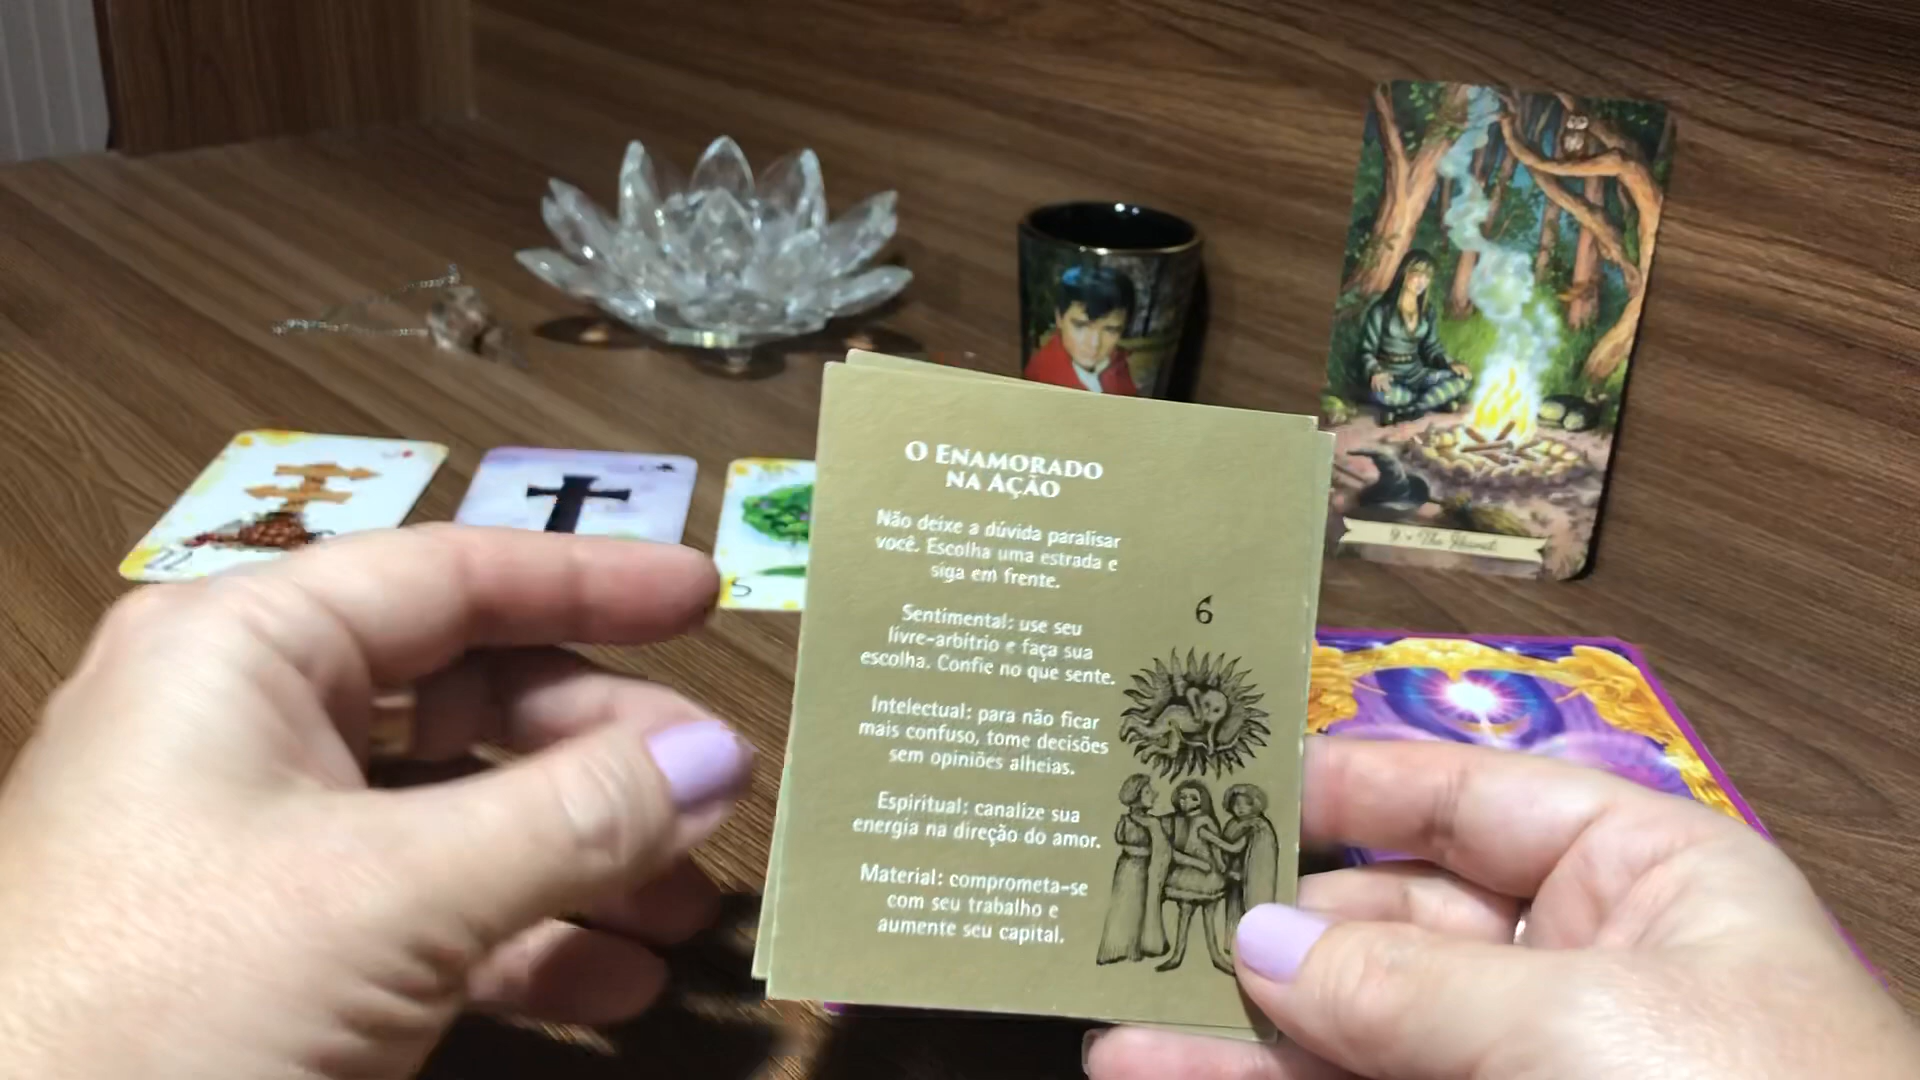 O ENAMORADO
NA AÇÃO
Não deixe a dúvida paralisar
você. Escolha uma estrada e
siga em frente.
Sentimental: use seu
livre-arbítrio e faça sua
escolha. Confie no que sente.
Intelectual: para não ficar
mais confuso, tome decisões
sem opiniões alheias.
Espiritual: canalize sua
energia na direção do amor.
Material: comprometa-se
com seu trabalho e
aumente seu capital.
6
22
5
9 • The Hermit